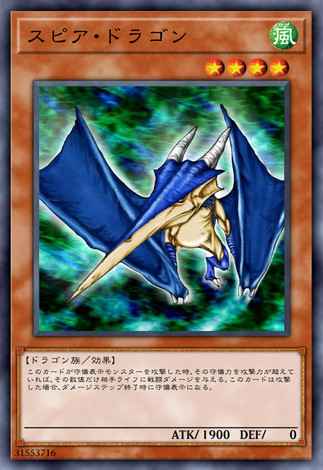 スピア・ドラゴン
風
【ドラゴン族／効果】
このカードが守備表示モンスターを攻撃した時、その守備力を攻撃力が超えて
いれば、その数値だけ相手ライフに戦闘ダメージを与える。このカードは攻撃
した場合、ダメージステップ終了時に守備表示になる。
ATK/ 1900 DEF/ 0
31553716